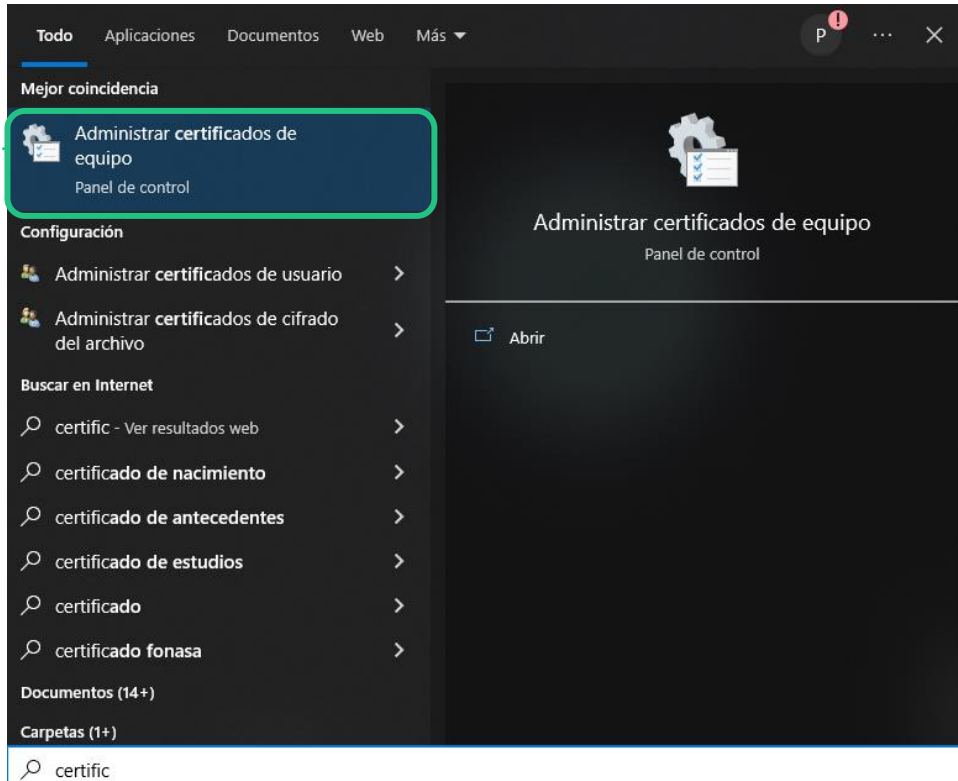 Todo Aplicaciones Documentos Web Más P ! ...
Mejor coincidencia
Administrar certificados de
equipo
Panel de control
Administrar certificados de equipo
Panel de control
Abrir
Configuración
Administrar certificados de usuario
Administrar certificados de cifrado
del archivo
Buscar en Internet
certific - Ver resultados web
certificado de nacimiento
certificado de antecedentes
certificado de estudios
certificado
certificado fonasa
Documentos (14+)
Carpetas (1+)
certific